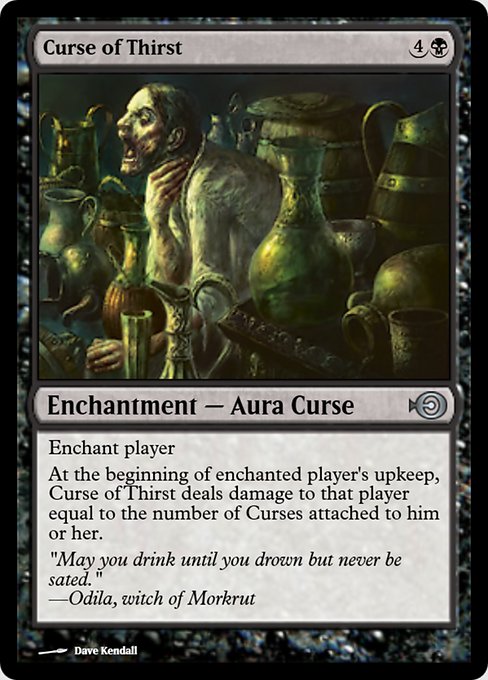 Curse of Thirst 4
Enchantment — Aura Curse
Enchant player
At the beginning of enchanted player's upkeep,
Curse of Thirst deals damage to that player
equal to the number of Curses attached to him
or her.
"May you drink until you drown but never be
sated."
—Odila, witch of Morkrut
Dave Kendall